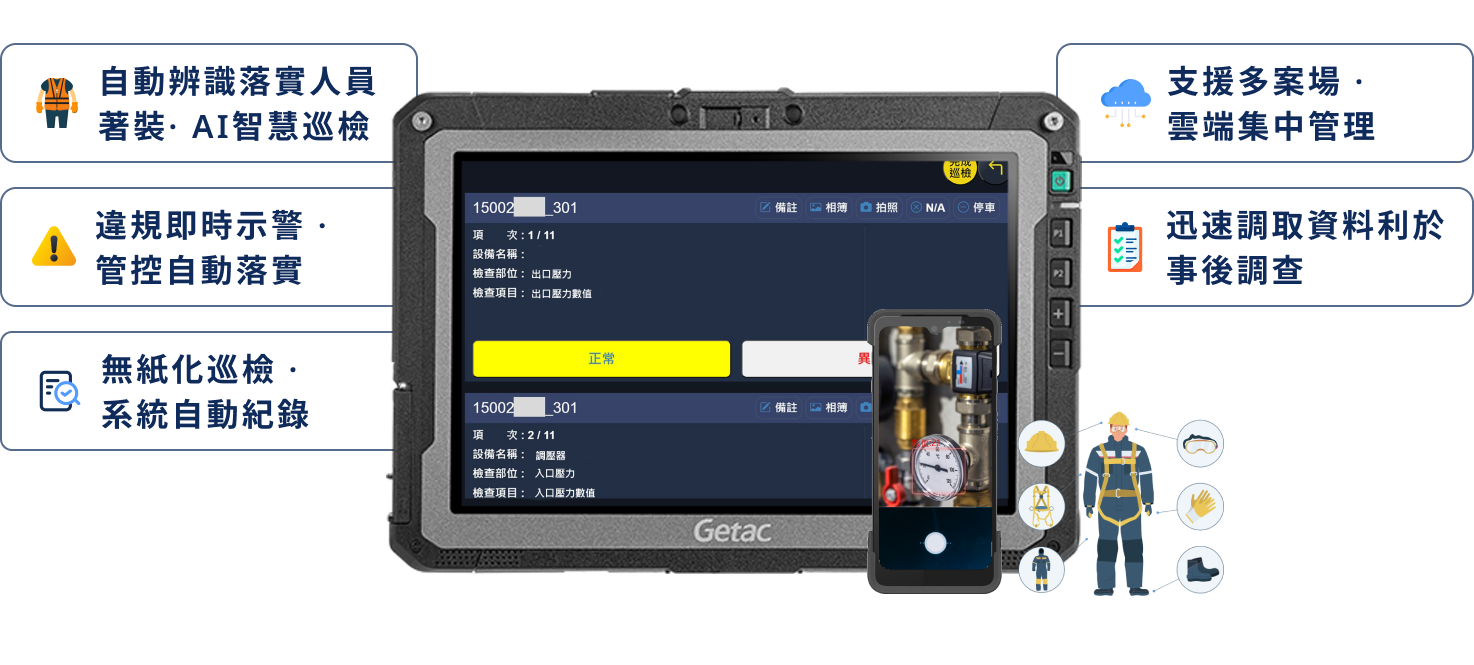 自動辨識落實人員
著裝· AI智慧巡檢
違規即時示警 ·
管控自動落實
無紙化巡檢 ·
系統自動紀錄
支援多案場 ·
雲端集中管理
迅速調取資料利於
事後調查
完成
巡檢
15002 _301
備註 相簿 拍照 N/A 停車
項 次 : 1 / 11
設備名稱 :
檢查部位 : 出口壓力
檢查項目 : 出口壓力數值
正常
異
15002 _301
備註 相簿
項 次 : 2 / 11
設備名稱 : 調壓器
檢查部位 : 入口壓力
檢查項目 : 入口壓力數值
Getac
P1
P2